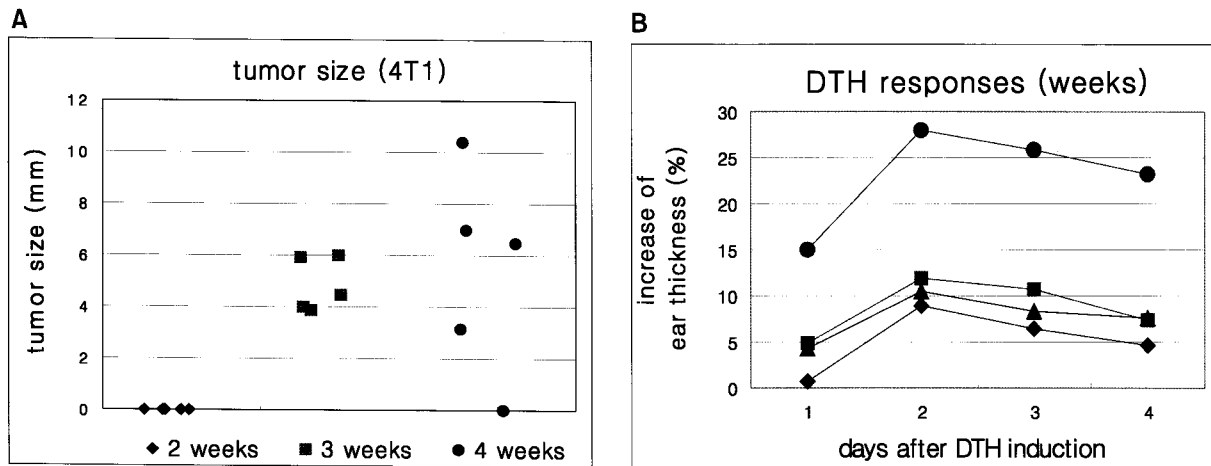 A
tumor size (4T1)
tumor size (mm)
12
10
8
6
4
2
0
2 weeks
3 weeks
4 weeks
B
DTH responses (weeks)
increase of
ear thickness (%)
30
25
20
15
10
5
0
1 2 3 4
days after DTH induction